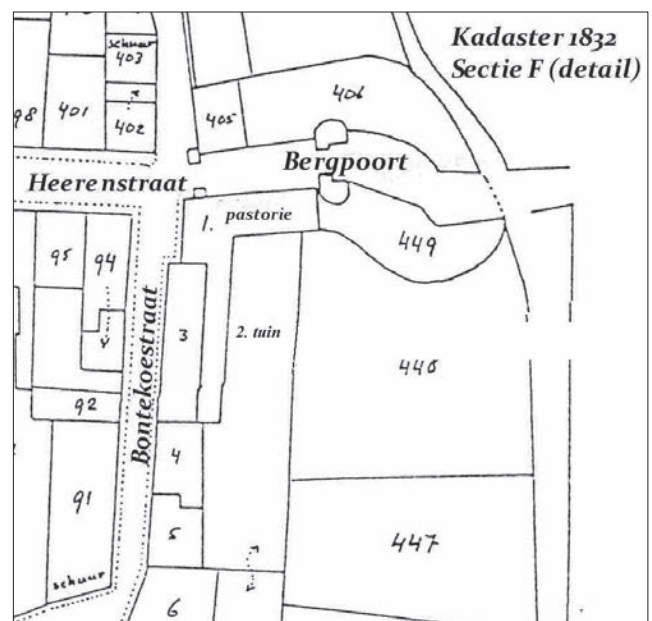 Kadaster 1832
Sectie F (detail)
schuur
403
401
402
98
405
406
Bergpoort
Heerenstraat
1. pastorie
449
95
94
3
2. tuin
446
Bontekoestraat
92
4
91
5
447
schuur
6